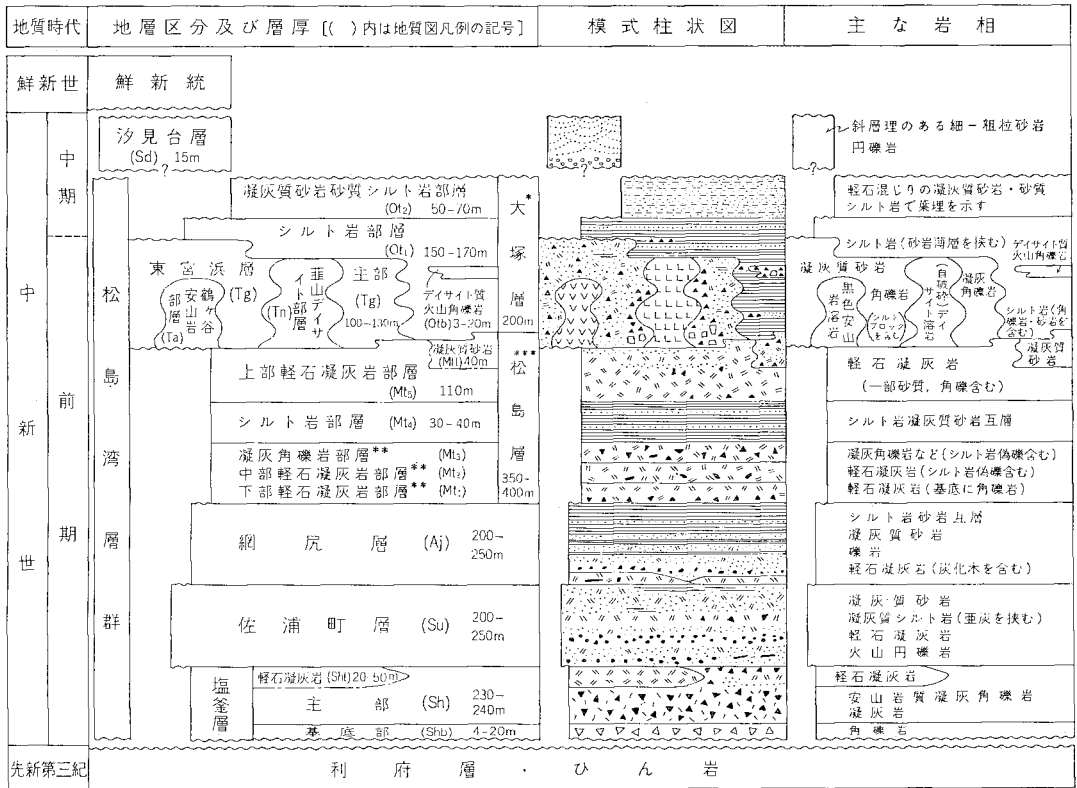 地質時代
地層区分及び層厚 [( )内は地質図凡例の記号]
模式柱状図
主な岩相
鮮新世
鮮新統
中新世
中期
前期
汐見台層
(Sd) 15m
?
?
?
斜層理のある細－粗粒砂岩
円礫岩
松島湾層群
凝灰質砂岩砂質シルト岩部層
(Ot₂) 50-70m
シルト岩部層
(Ot₁) 150-170m
大*塚層
200m
東宮浜層
(Tg)
鶴ヶ谷安山岩部層
(Ta)
韮山デイサイト部層
(Tn)
主部
(Tg)
100-130m
デイサイト質
火山角礫岩
(Otb)3-20m
凝灰質砂岩
(Mtl)40m
上部軽石凝灰岩部層
(Mt₅) 110m
シルト岩部層 (Mt₄) 30-40m
凝灰角礫岩部層** (Mt₃)
中部軽石凝灰岩部層** (Mt₂)
下部軽石凝灰岩部層** (Mt₁)
***松島層
350-
400m
網尻層 (Aj) 200-
250m
佐浦町層 (Su) 200-
250m
塩釜層
軽石凝灰岩(Sht)20-50m
主部 (Sh) 230-
240m
基底部 (Shb) 4-20m
軽石混じりの凝灰質砂岩・砂質
シルト岩で葉理を示す
シルト岩(砂岩薄層を挟む)
デイサイト質
火山角礫岩
凝灰質砂岩
黒色安山岩溶岩
角礫岩
(シルトブロックを含む)
(自破砕)デイサイト溶岩
凝灰角礫岩
シルト岩(角
礫岩・砂岩を
含む)
凝灰質
砂岩
軽石凝灰岩
(一部砂質，角礫含む)
シルト岩凝灰質砂岩互層
凝灰角礫岩など(シルト岩偽礫含む)
軽石凝灰岩(シルト岩偽礫含む)
軽石凝灰岩(基底に角礫岩)
シルト岩砂岩互層
凝灰質砂岩
礫岩
軽石凝灰岩(炭化木を含む)
凝灰質砂岩
凝灰質シルト岩(亜炭を挟む)
軽石凝灰岩
火山円礫岩
軽石凝灰岩
安山岩質凝灰角礫岩
凝灰岩
角礫岩
先新第三紀
利府層・ひん岩